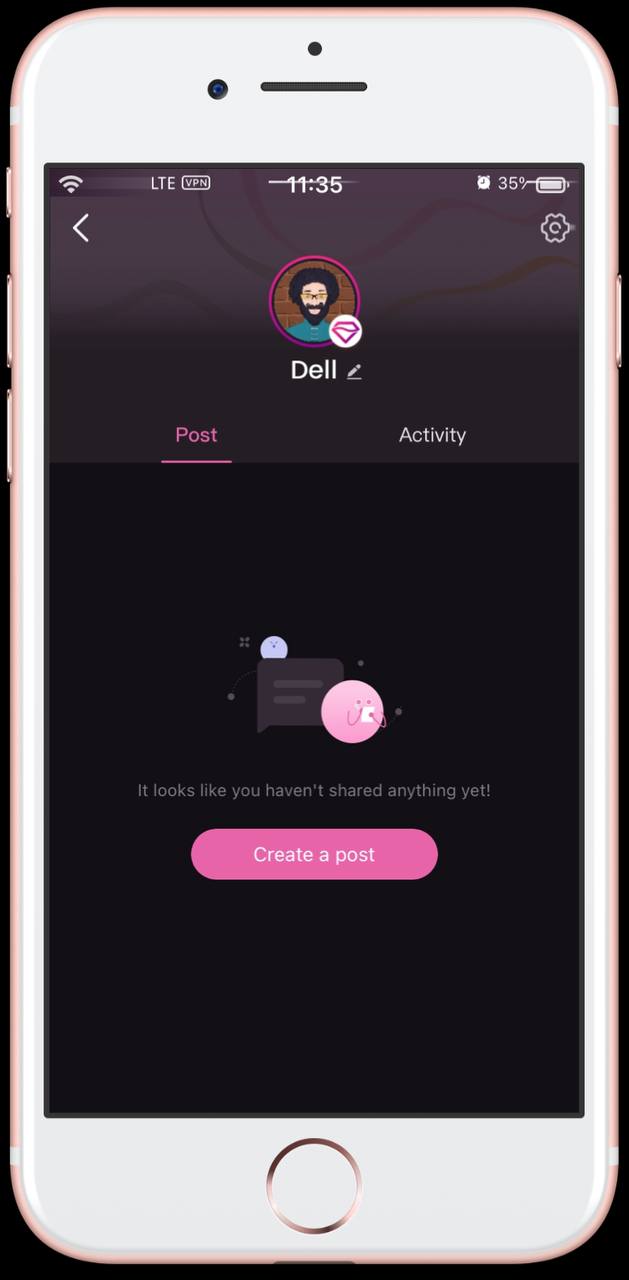 LTE VPN 11:35 35%
Dell
Post Activity
It looks like you haven't shared anything yet!
Create a post